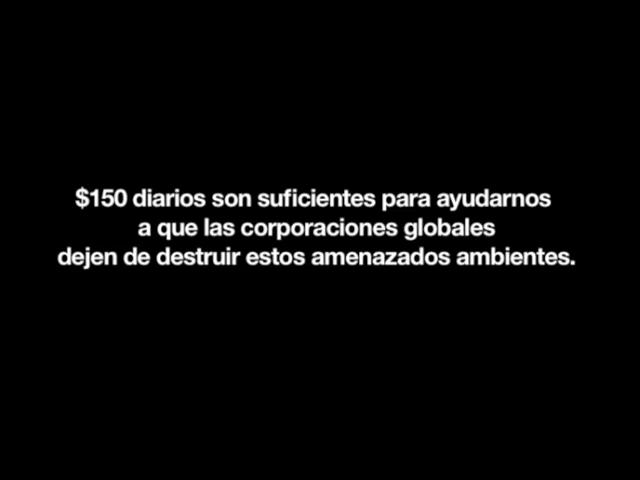 $150 diarios son suficientes para ayudarnos
a que las corporaciones globales
dejen de destruir estos amenazados ambientes.